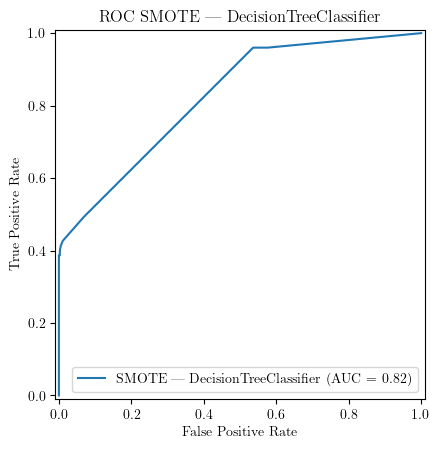 ROC SMOTE — DecisionTreeClassifier
1.0
0.8
0.6
0.4
0.2
0.0
True Positive Rate
SMOTE — DecisionTreeClassifier (AUC = 0.82)
0.0 0.2 0.4 0.6 0.8 1.0
False Positive Rate